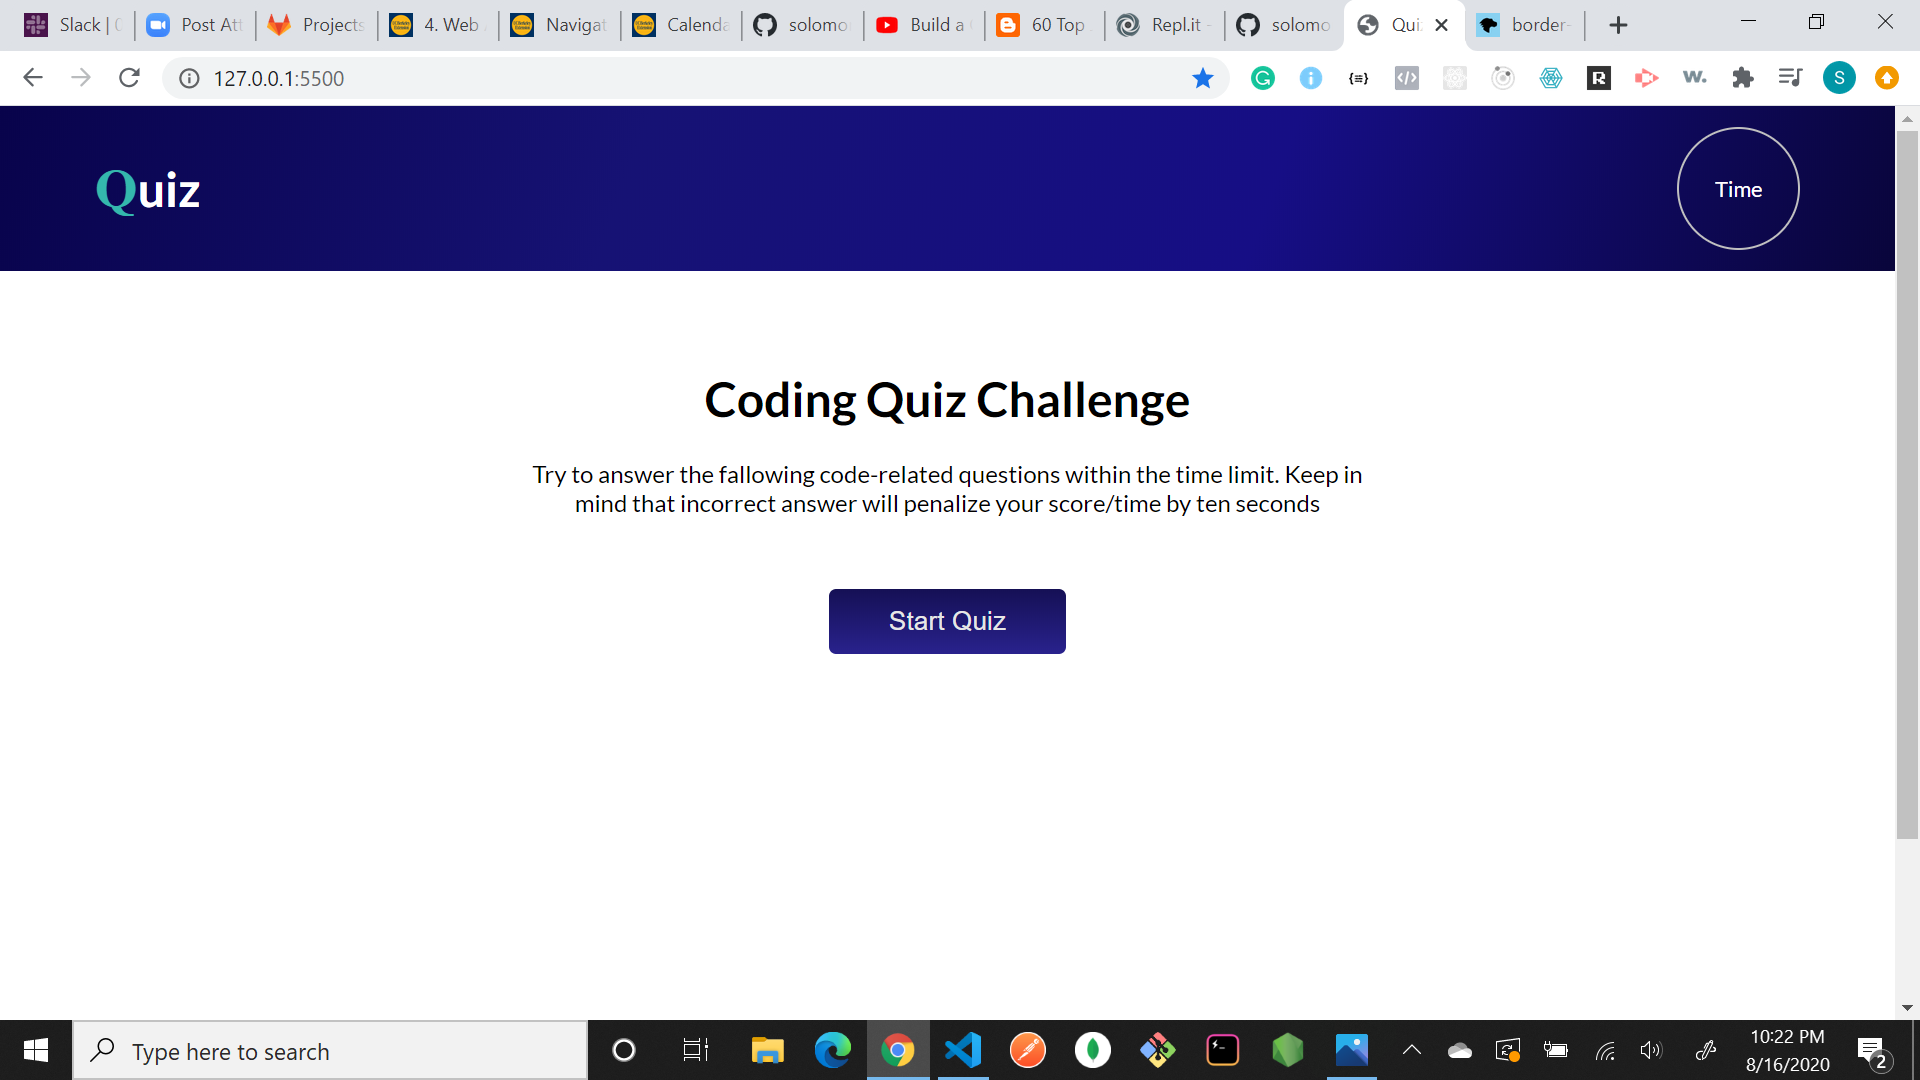 Slack | Post Att Projects 4. Web Navigat Calenda solomo Build a 60 Top Repl.it - solomo Qui border-
127.0.0.1:5500
{≡} </> R W. S
Quiz
Time
Coding Quiz Challenge
Try to answer the fallowing code-related questions within the time limit. Keep in
mind that incorrect answer will penalize your score/time by ten seconds
Start Quiz
Type here to search
10:22 PM
8/16/2020
2